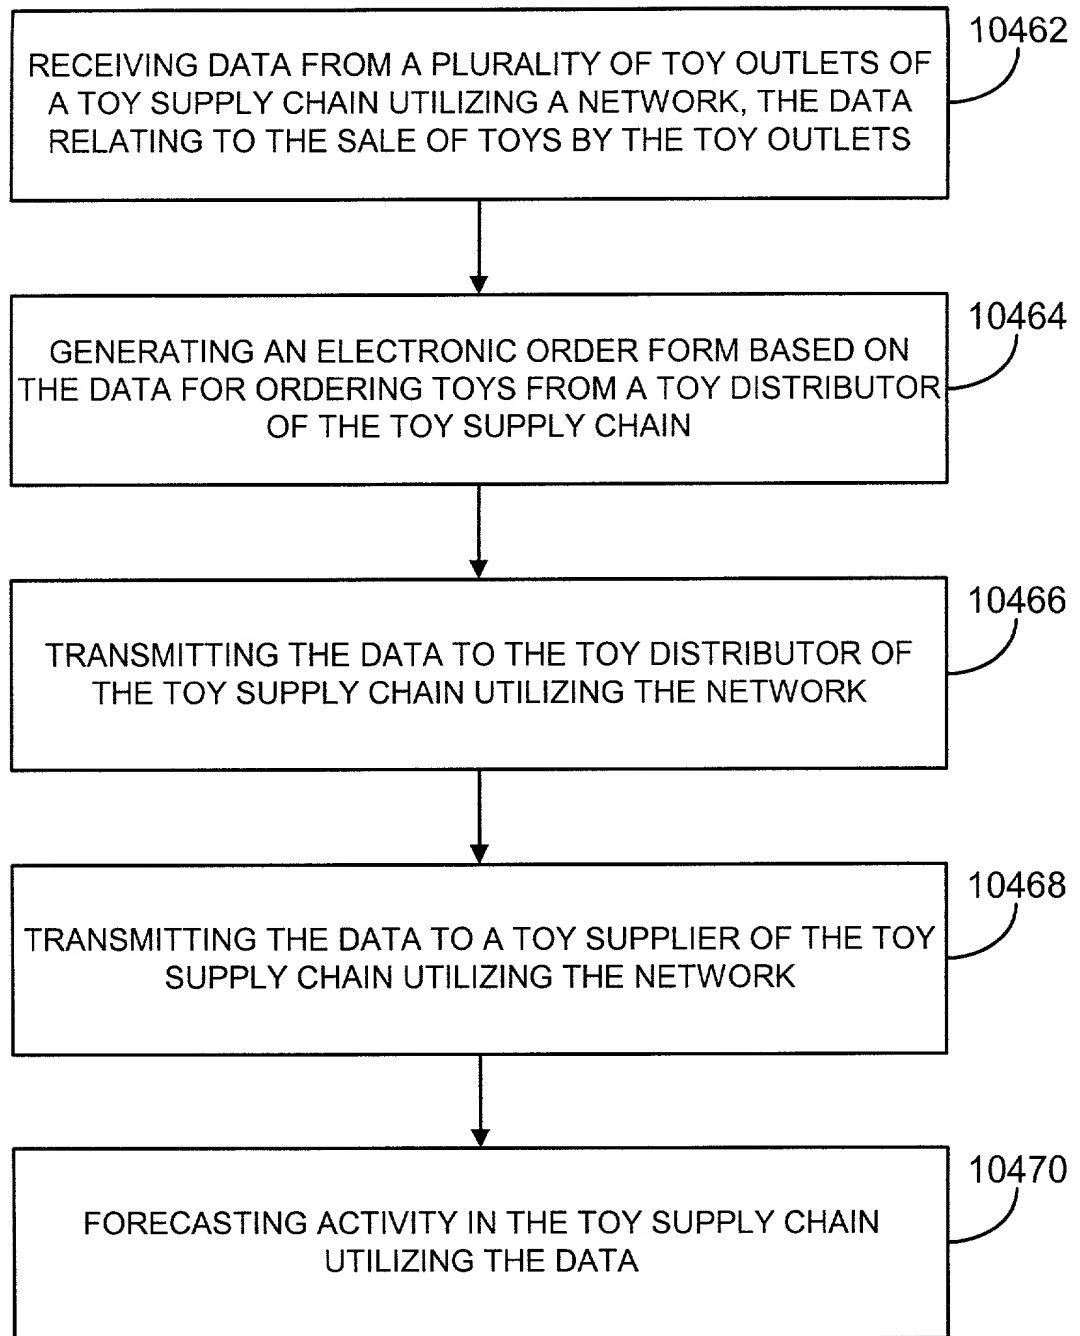 10462
RECEIVING DATA FROM A PLURALITY OF TOY OUTLETS OF
A TOY SUPPLY CHAIN UTILIZING A NETWORK, THE DATA
RELATING TO THE SALE OF TOYS BY THE TOY OUTLETS
10464
GENERATING AN ELECTRONIC ORDER FORM BASED ON
THE DATA FOR ORDERING TOYS FROM A TOY DISTRIBUTOR
OF THE TOY SUPPLY CHAIN
10466
TRANSMITTING THE DATA TO THE TOY DISTRIBUTOR OF
THE TOY SUPPLY CHAIN UTILIZING THE NETWORK
10468
TRANSMITTING THE DATA TO A TOY SUPPLIER OF THE TOY
SUPPLY CHAIN UTILIZING THE NETWORK
10470
FORECASTING ACTIVITY IN THE TOY SUPPLY CHAIN
UTILIZING THE DATA